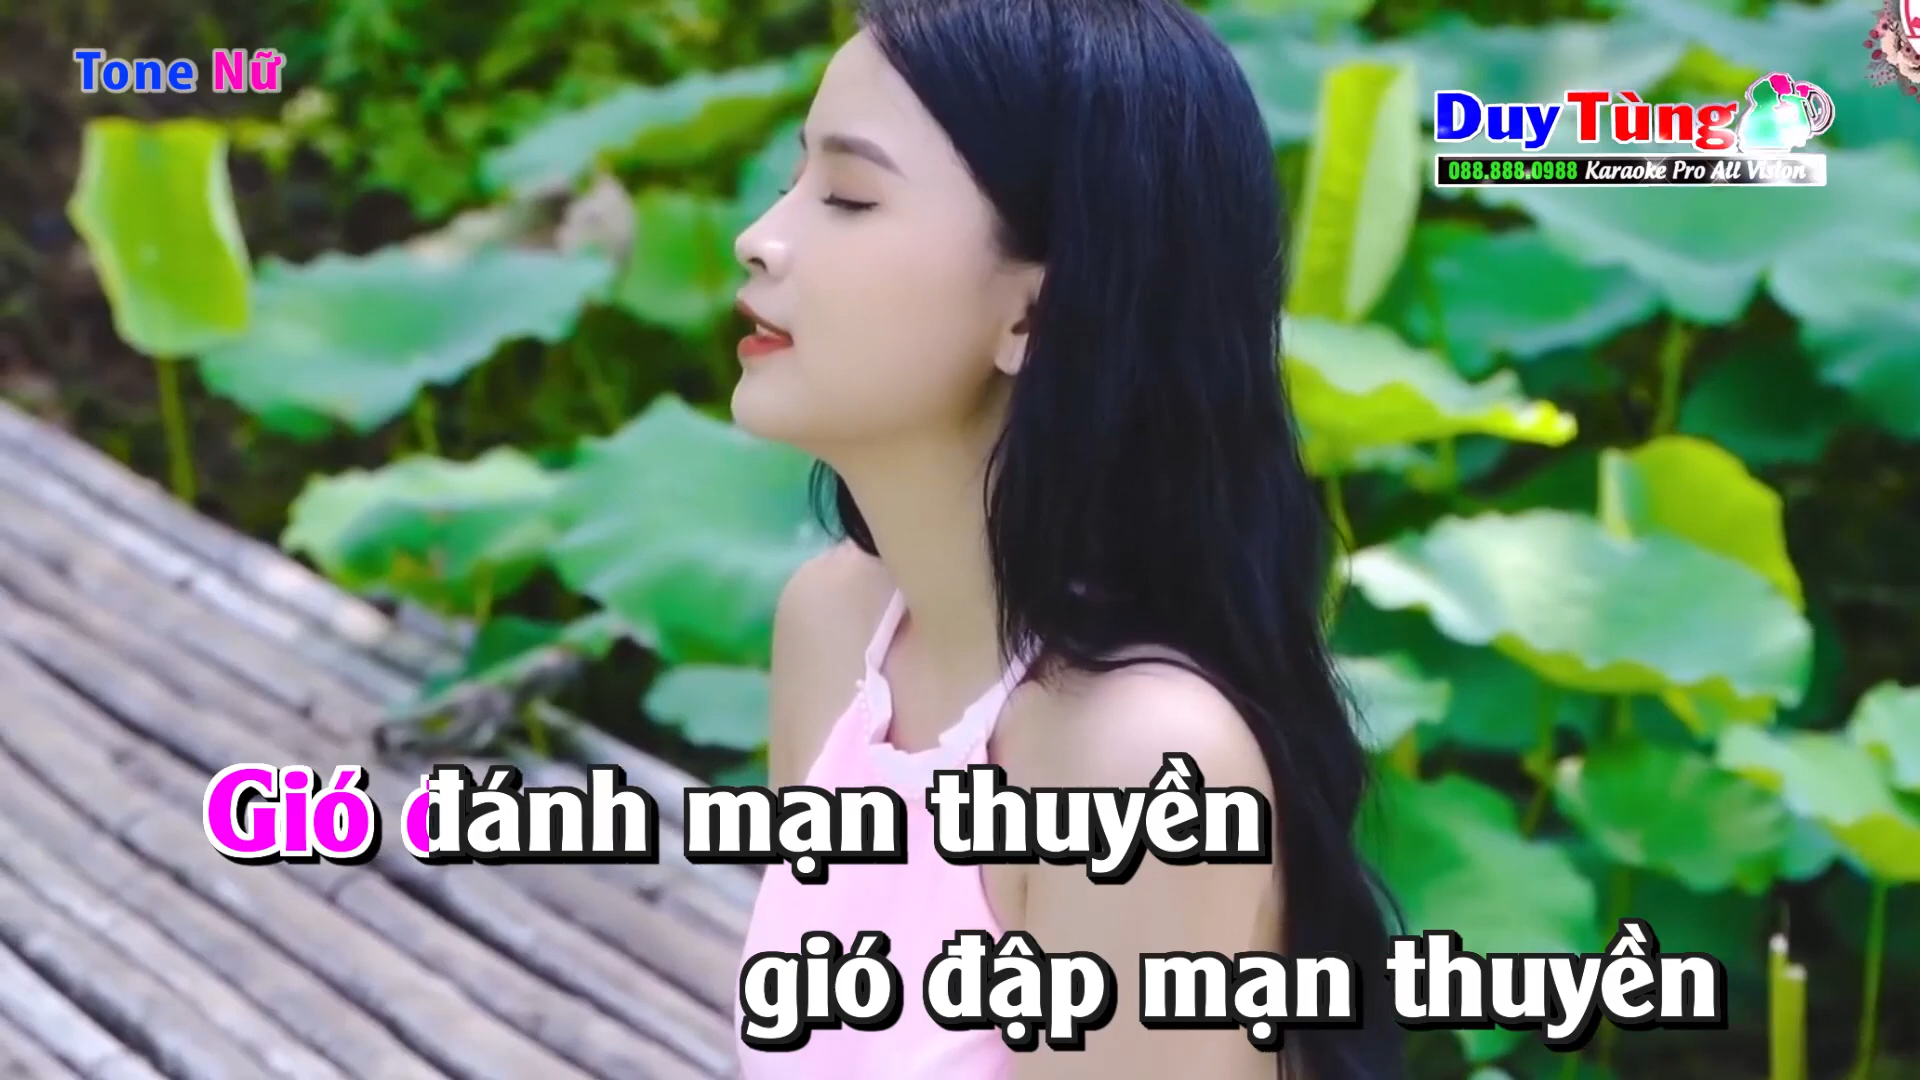 Tone Nữ
Duy Tùng
088.888.0988 Karaoke Pro All Vision
Gió đánh mạn thuyền
gió đập mạn thuyền